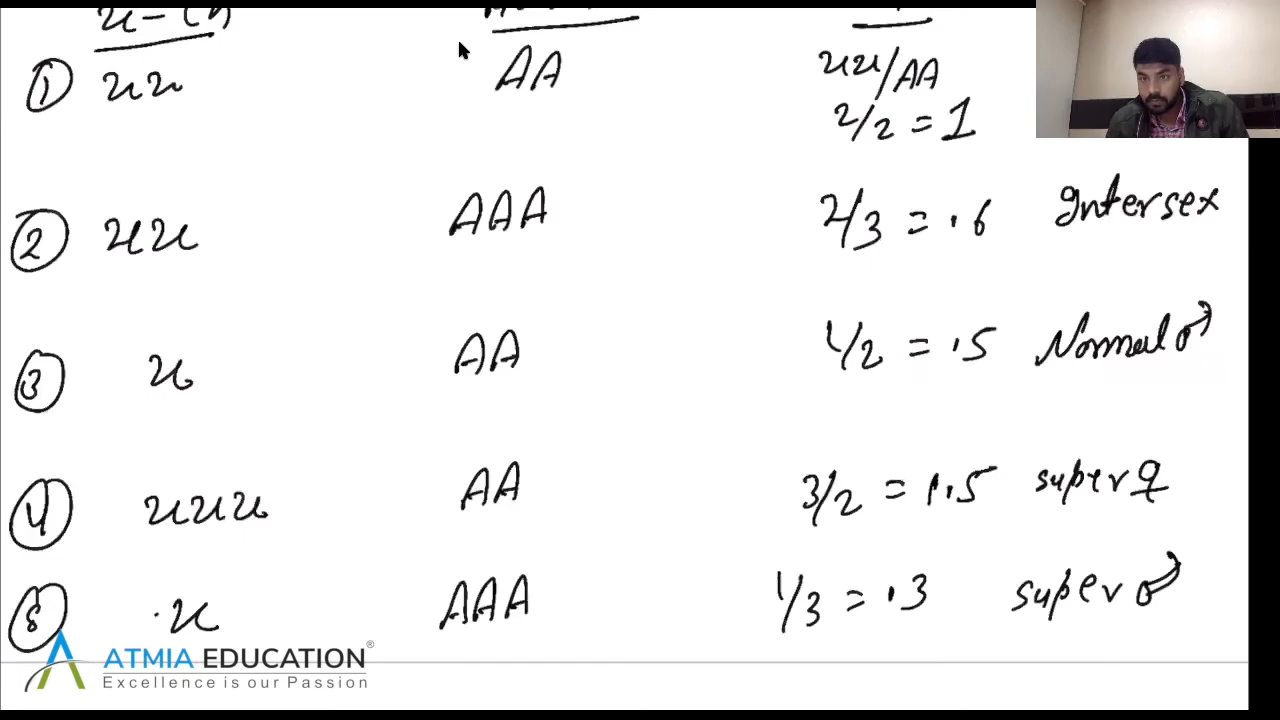 ① xx AA xx/AA
2/2 = 1
② xx AAA 2/3 = .6 Intersex
③ x AA 1/2 = .5 Normal ♂
④ xxx AA 3/2 = 1.5 super ♀
⑤ x AAA 1/3 = .3 super ♂
ATMIA EDUCATION®
Excellence is our Passion